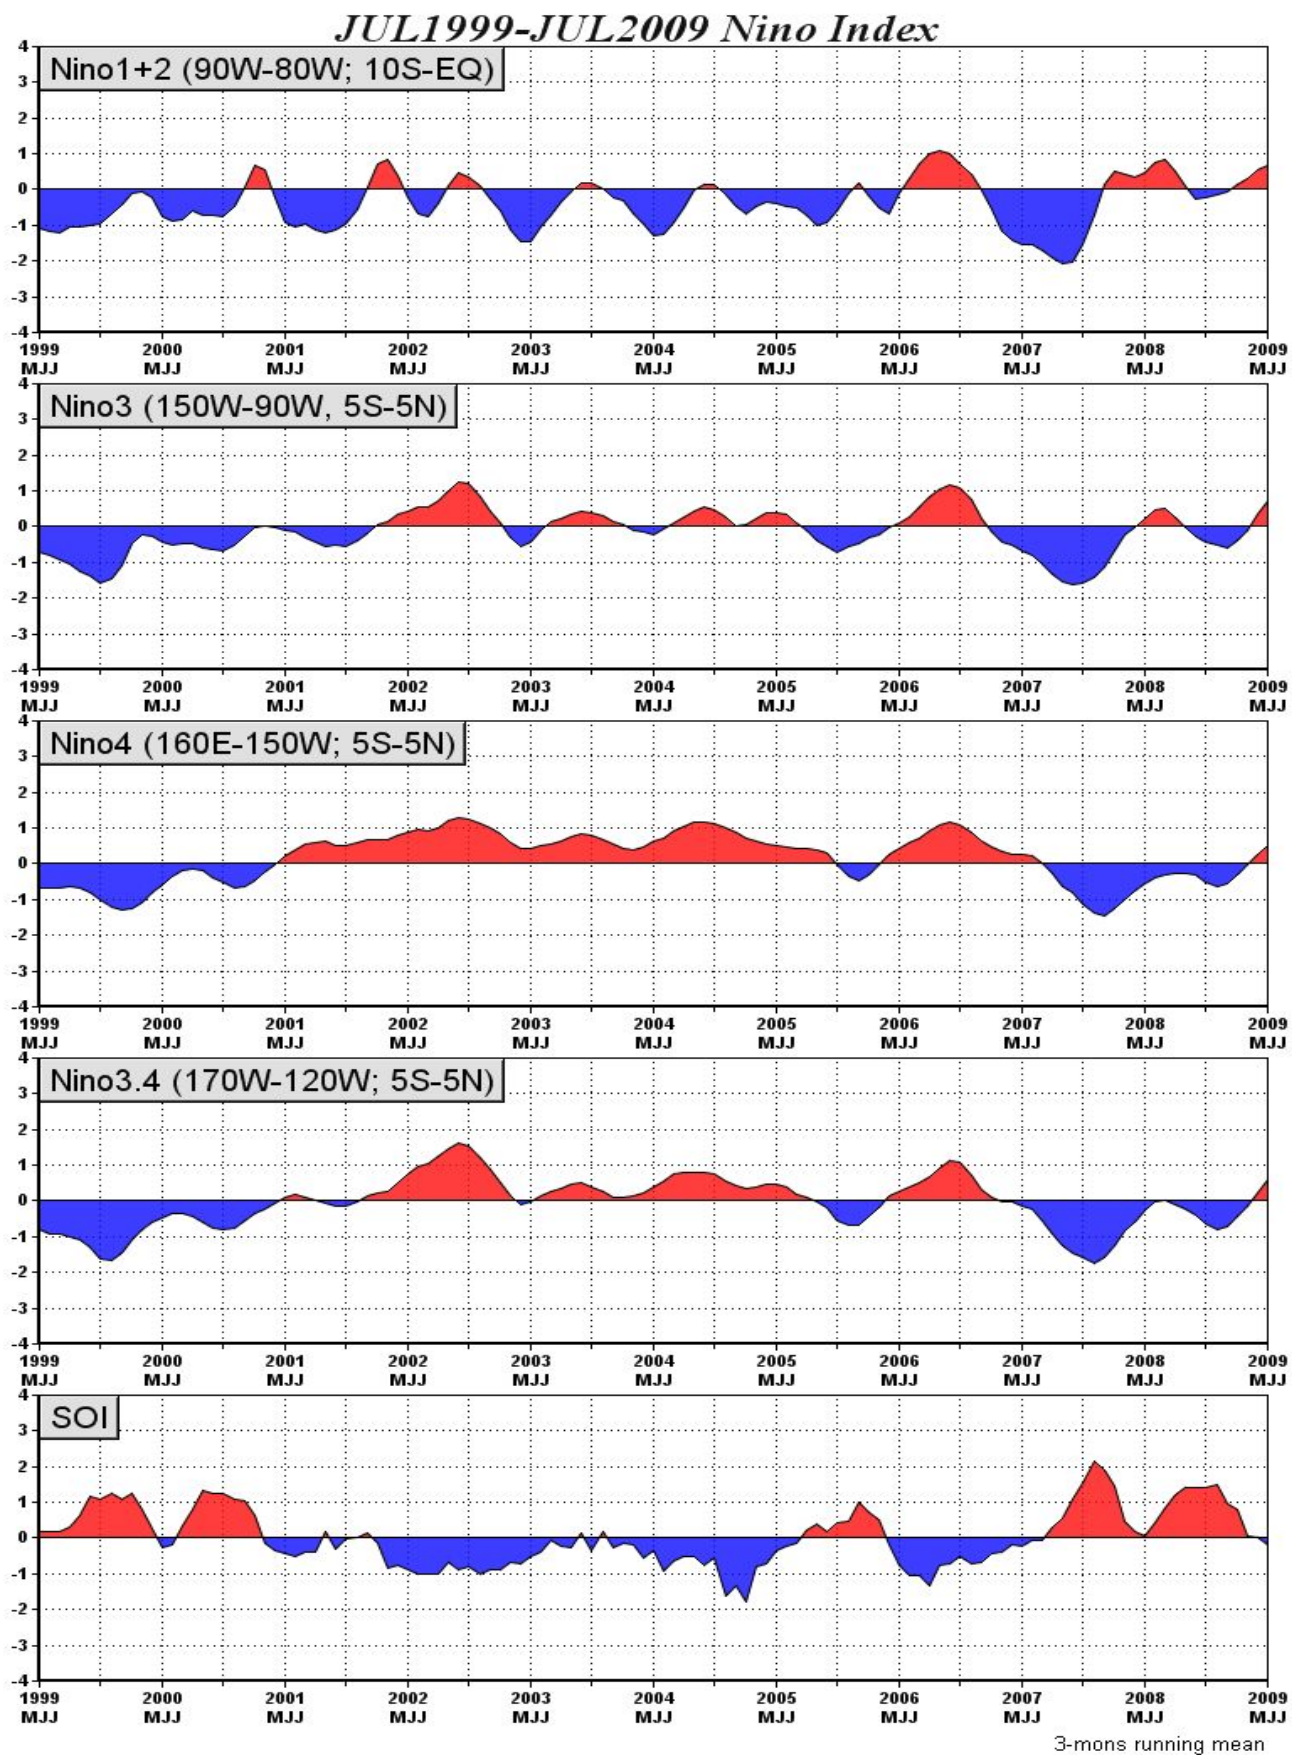 JUL1999-JUL2009 Nino Index
Nino1+2 (90W-80W; 10S-EQ)
4
3
2
1
0
-1
-2
-3
-4
1999 2000 2001 2002 2003 2004 2005 2006 2007 2008 2009
MJJ MJJ MJJ MJJ MJJ MJJ MJJ MJJ MJJ MJJ MJJ
Nino3 (150W-90W, 5S-5N)
4
3
2
1
0
-1
-2
-3
-4
1999 2000 2001 2002 2003 2004 2005 2006 2007 2008 2009
MJJ MJJ MJJ MJJ MJJ MJJ MJJ MJJ MJJ MJJ MJJ
Nino4 (160E-150W; 5S-5N)
4
3
2
1
0
-1
-2
-3
-4
1999 2000 2001 2002 2003 2004 2005 2006 2007 2008 2009
MJJ MJJ MJJ MJJ MJJ MJJ MJJ MJJ MJJ MJJ MJJ
Nino3.4 (170W-120W; 5S-5N)
4
3
2
1
0
-1
-2
-3
-4
1999 2000 2001 2002 2003 2004 2005 2006 2007 2008 2009
MJJ MJJ MJJ MJJ MJJ MJJ MJJ MJJ MJJ MJJ MJJ
SOI
4
3
2
1
0
-1
-2
-3
-4
1999 2000 2001 2002 2003 2004 2005 2006 2007 2008 2009
MJJ MJJ MJJ MJJ MJJ MJJ MJJ MJJ MJJ MJJ MJJ
3-mons running mean